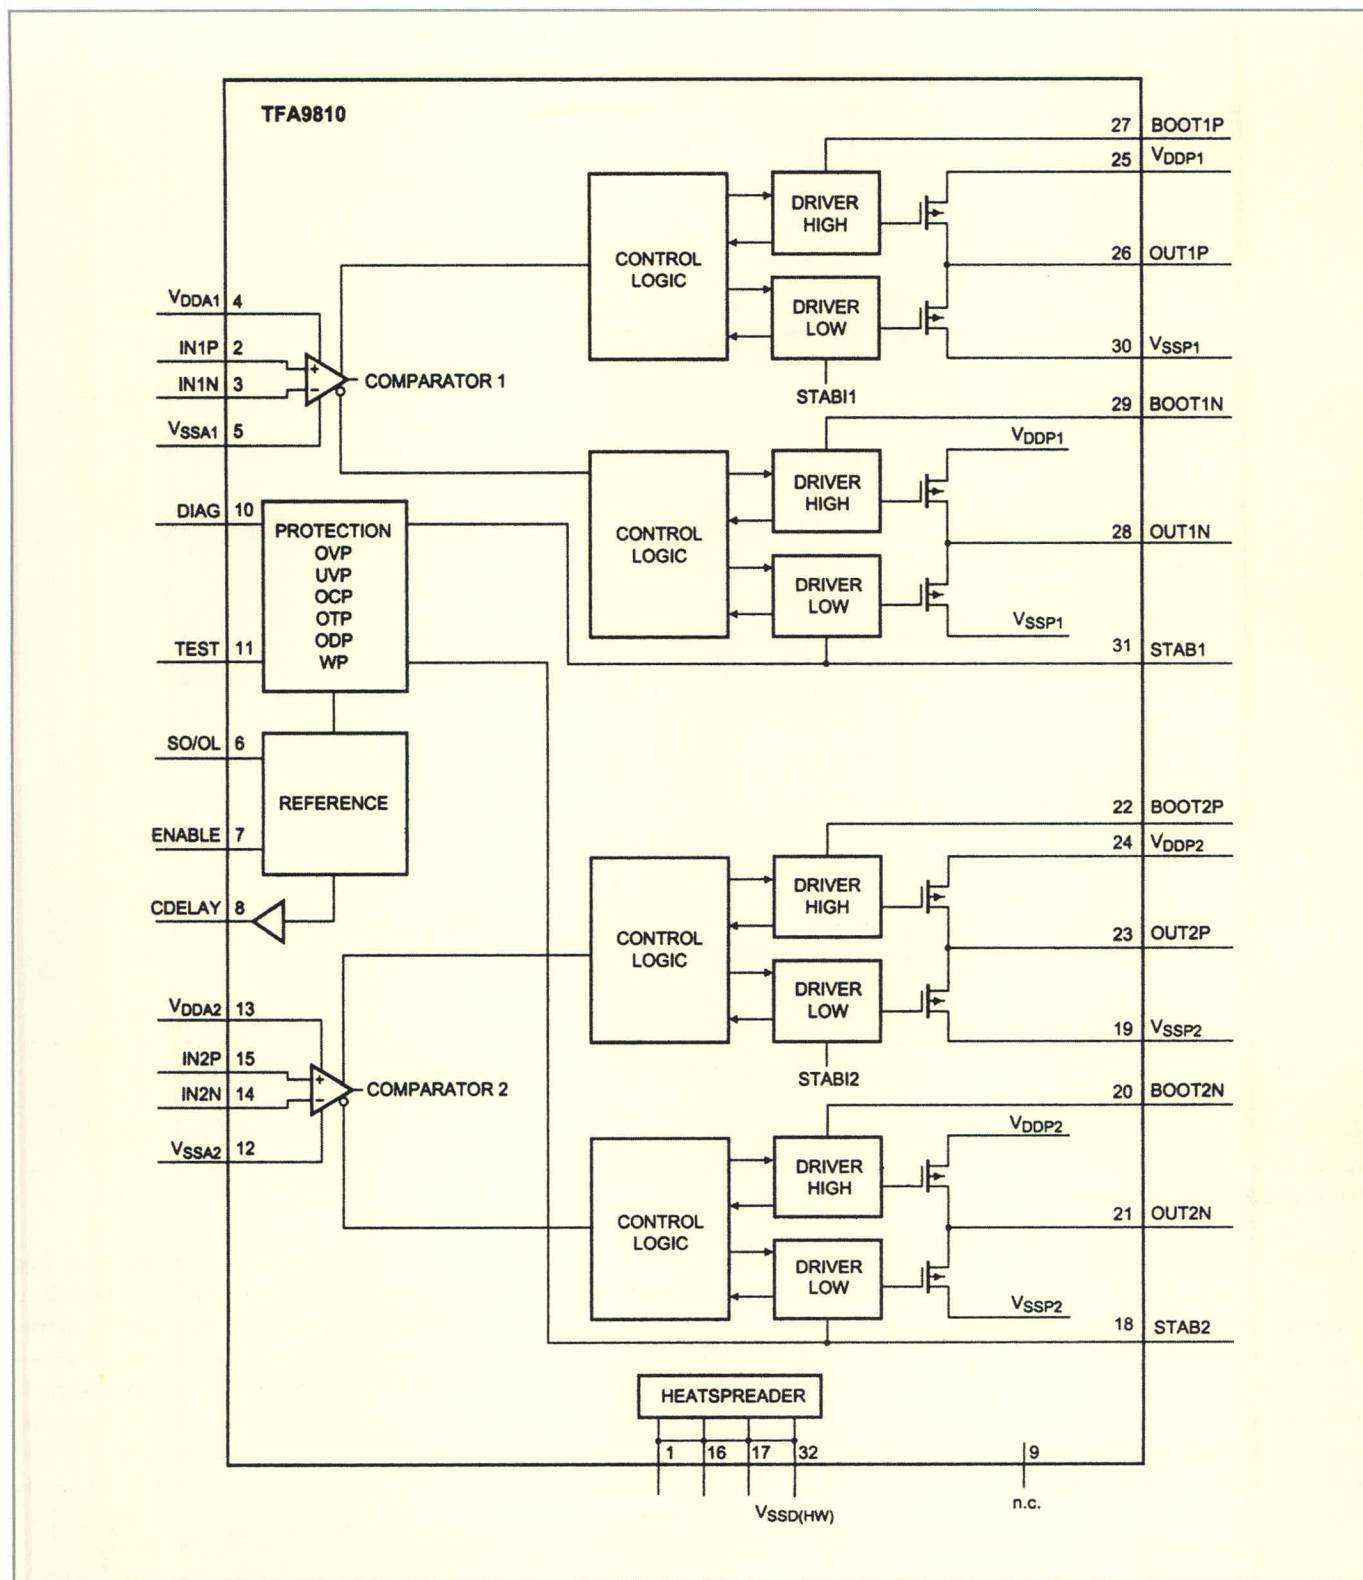 TFA9810
27 BOOT1P
25 VDDP1
DRIVER
HIGH
CONTROL
LOGIC
26 OUT1P
DRIVER
LOW
30 VSSP1
STABI1
VDDA1 4
IN1P 2
IN1N 3
VSSA1 5
+
−
COMPARATOR 1
29 BOOT1N
VDDP1
DRIVER
HIGH
CONTROL
LOGIC
28 OUT1N
DRIVER
LOW
VSSP1
31 STAB1
DIAG 10
TEST 11
PROTECTION
OVP
UVP
OCP
OTP
ODP
WP
SO/OL 6
ENABLE 7
REFERENCE
CDELAY 8
22 BOOT2P
24 VDDP2
DRIVER
HIGH
CONTROL
LOGIC
23 OUT2P
DRIVER
LOW
19 VSSP2
STABI2
VDDA2 13
IN2P 15
IN2N 14
VSSA2 12
+
−
COMPARATOR 2
20 BOOT2N
VDDP2
DRIVER
HIGH
CONTROL
LOGIC
21 OUT2N
DRIVER
LOW
VSSP2
18 STAB2
HEATSPREADER
1 16 17 32 9
VSSD(HW)
n.c.